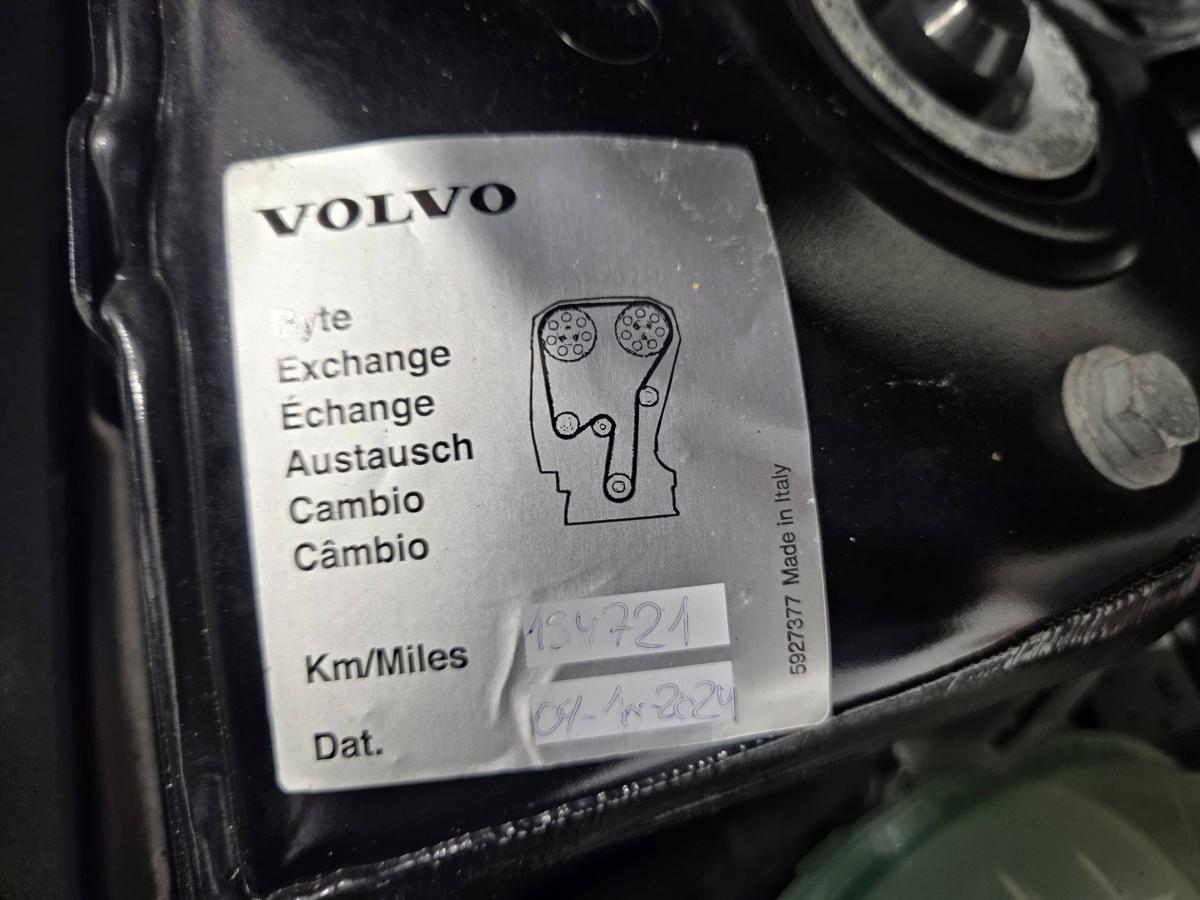 VOLVO
Byte
Exchange
Échange
Austausch
Cambio
Câmbio
Km/Miles 154721
Dat.
5927377 Made in Italy